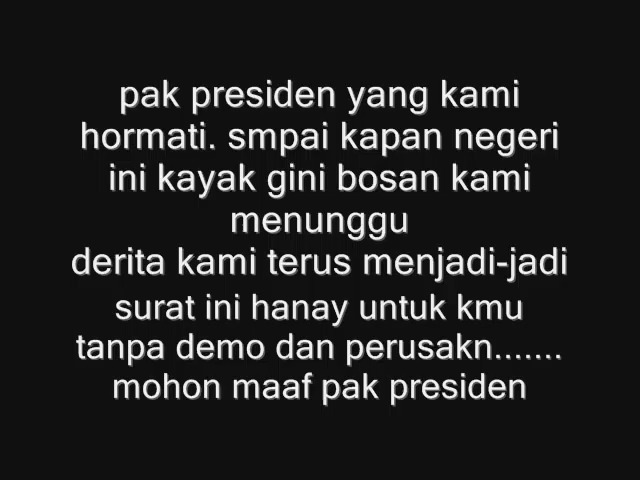 pak presiden yang kami
hormati. smpai kapan negeri
ini kayak gini bosan kami
menunggu
derita kami terus menjadi-jadi
surat ini hanay untuk kmu
tanpa demo dan perusakn.......
mohon maaf pak presiden